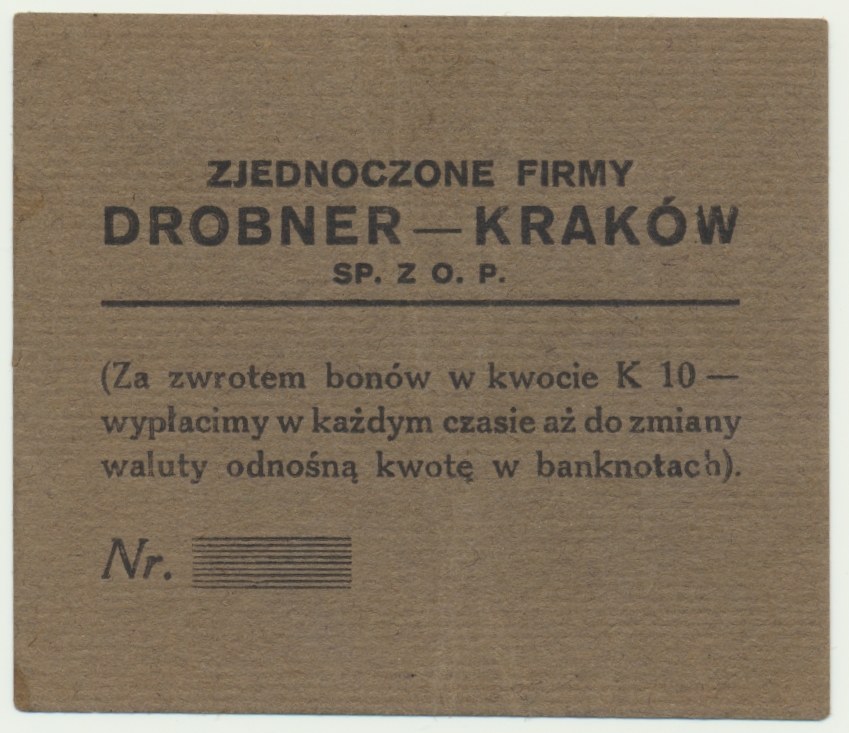 ZJEDNOCZONE FIRMY
DROBNER — KRAKÓW
SP. Z O. P.
(Za zwrotem bonów w kwocie K 10 —
wypłacimy w każdym czasie aż do zmiany
waluty odnośną kwotę w banknotach).
Nr.